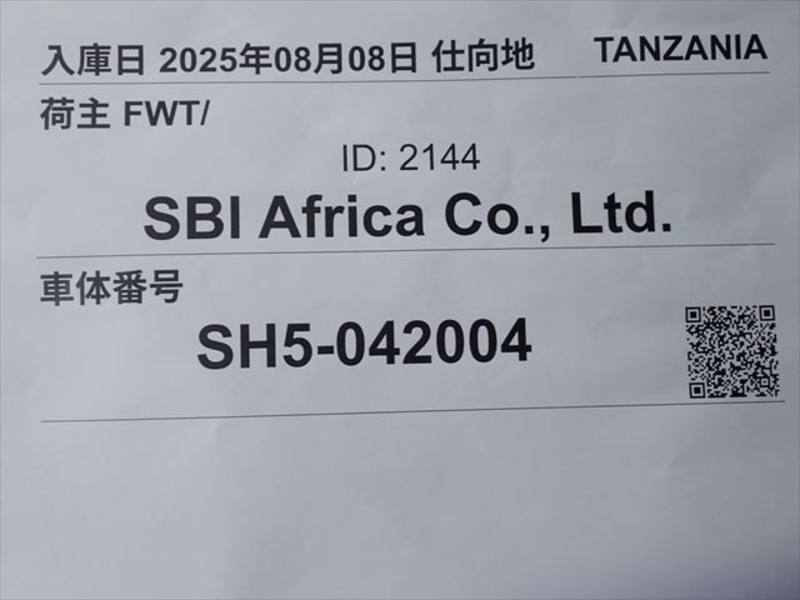 入庫日 2025年08月08日 仕向地 TANZANIA
荷主 FWT/
ID: 2144
SBI Africa Co., Ltd.
車体番号
SH5-042004